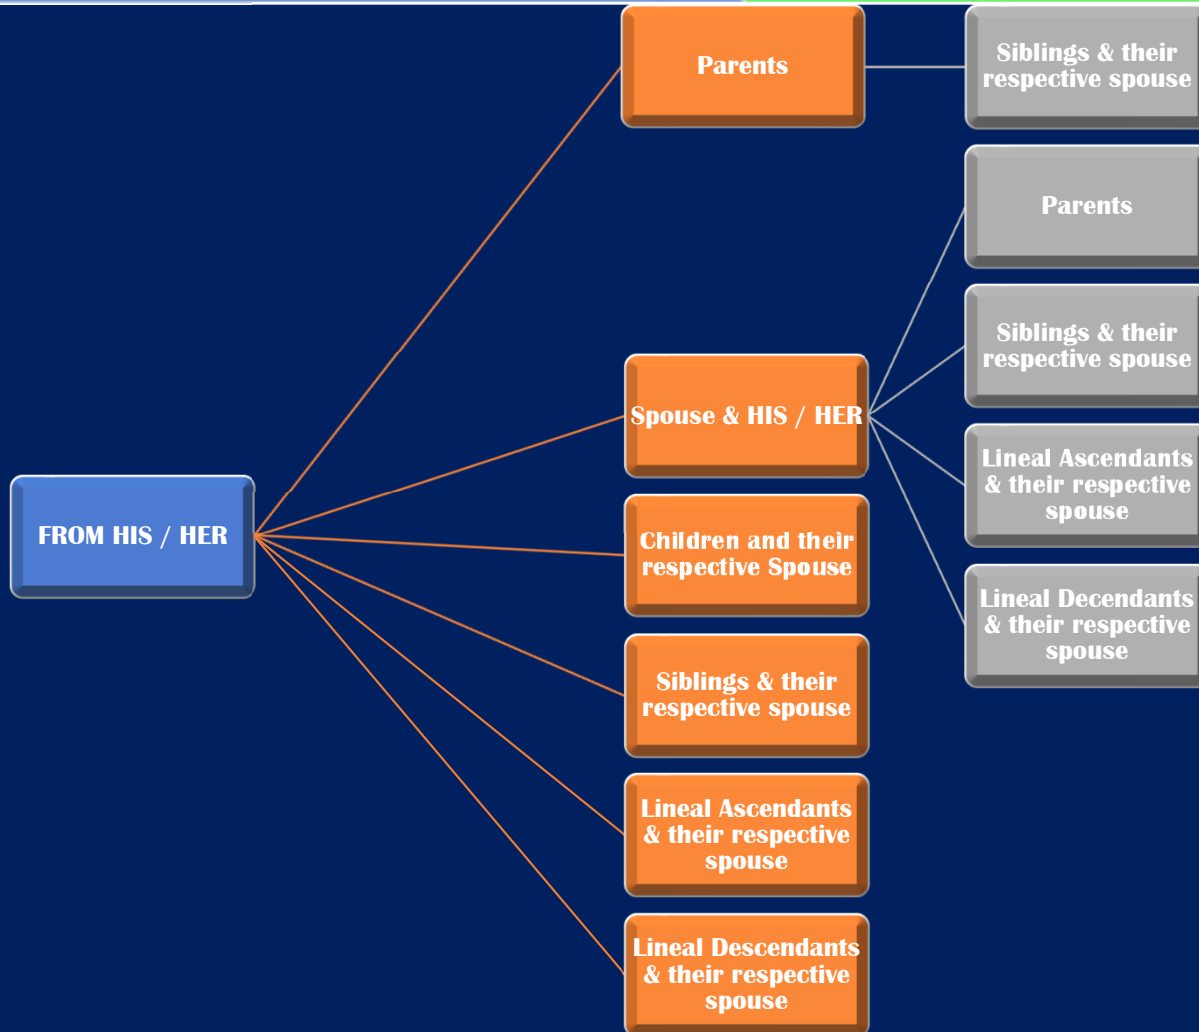 Parents
Siblings & their
respective spouse
Parents
Siblings & their
respective spouse
Spouse & HIS / HER
Lineal Ascendants
& their respective
spouse
FROM HIS / HER
Children and their
respective Spouse
Lineal Decendants
& their respective
spouse
Siblings & their
respective spouse
Lineal Ascendants
& their respective
spouse
Lineal Descendants
& their respective
spouse